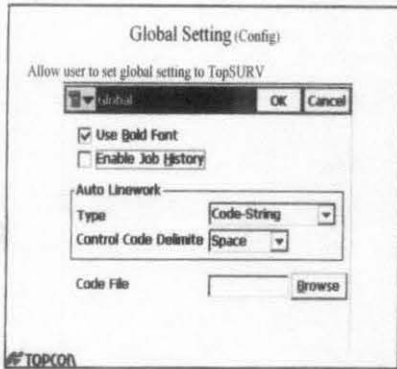 Global Setting (Config)
Allow user to set global setting to TopSURV
Global OK Cancel
Use Bold Font
Enable Job History
Auto Linework
Type Code-String
Control Code Delimite Space
Code File Browse
TOPCON